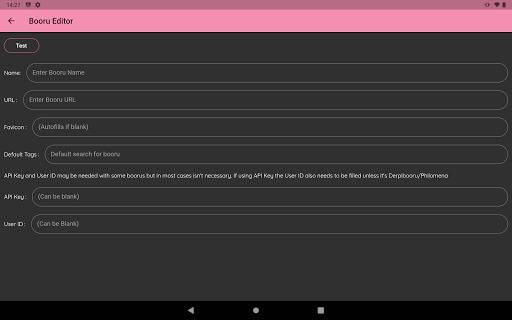 14:27
Booru Editor
Test
Name: Enter Booru Name
URL : Enter Booru URL
Favicon : (Autofills if blank)
Default Tags : Default search for booru
API Key and User ID may be needed with some boorus but in most cases isn't necessary. If using API Key the User ID also needs to be filled unless it's Derpibooru/Philomena
API Key : (Can be blank)
User ID : (Can be Blank)